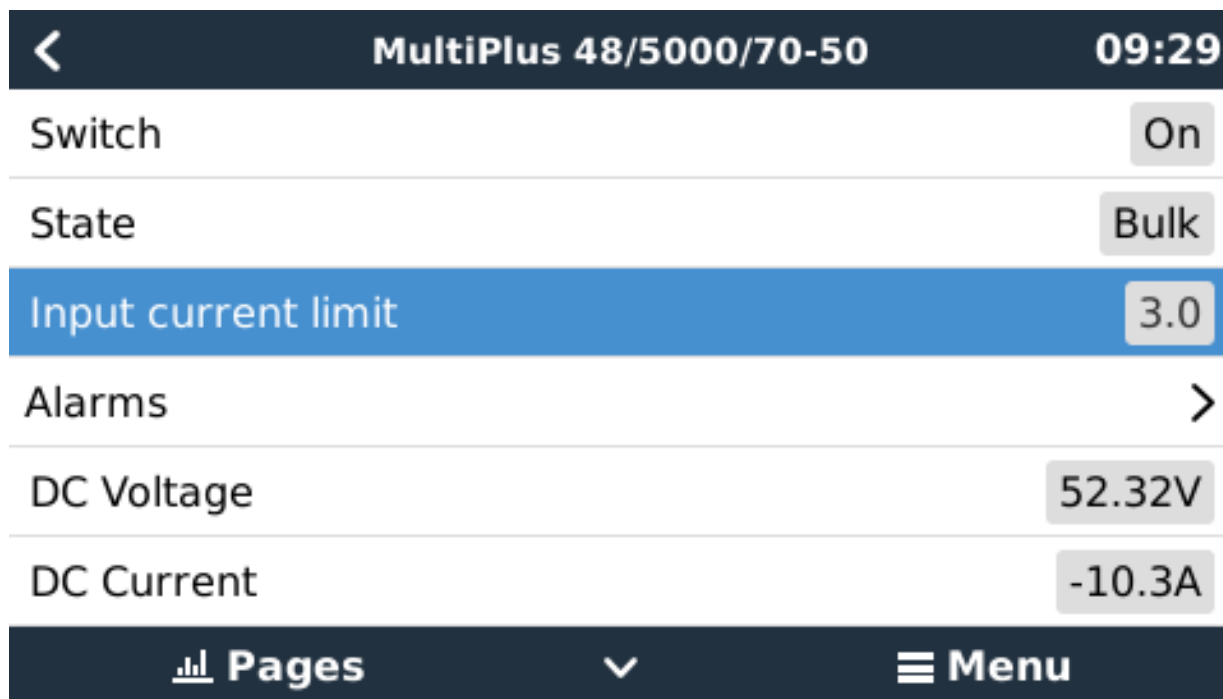 MultiPlus 48/5000/70-50 09:29
Switch On
State Bulk
Input current limit 3.0
Alarms
DC Voltage 52.32V
DC Current -10.3A
Pages Menu